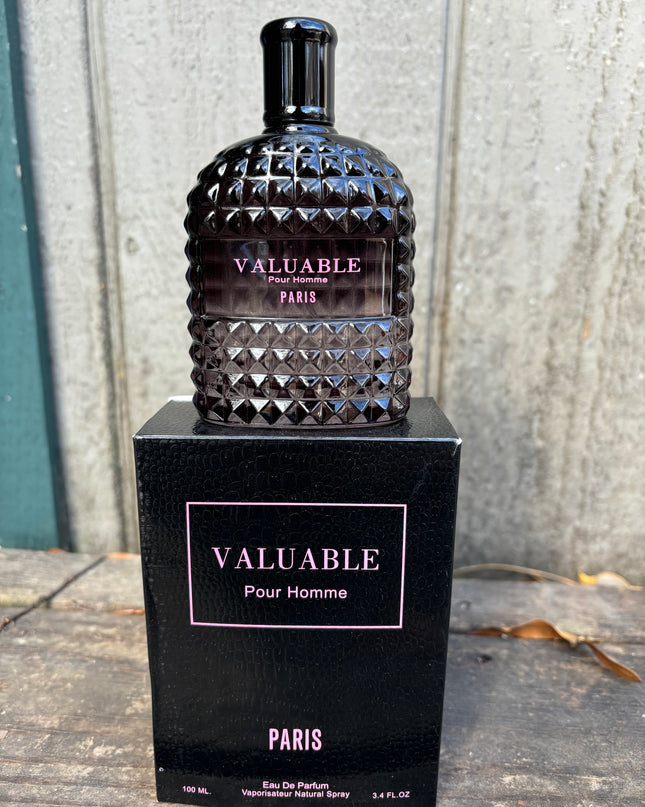 VALUABLE
Pour Homme
PARIS
VALUABLE
Pour Homme
PARIS
100 ML.
Eau De Parfum
Vaporisateur Natural Spray
3.4 FL.OZ